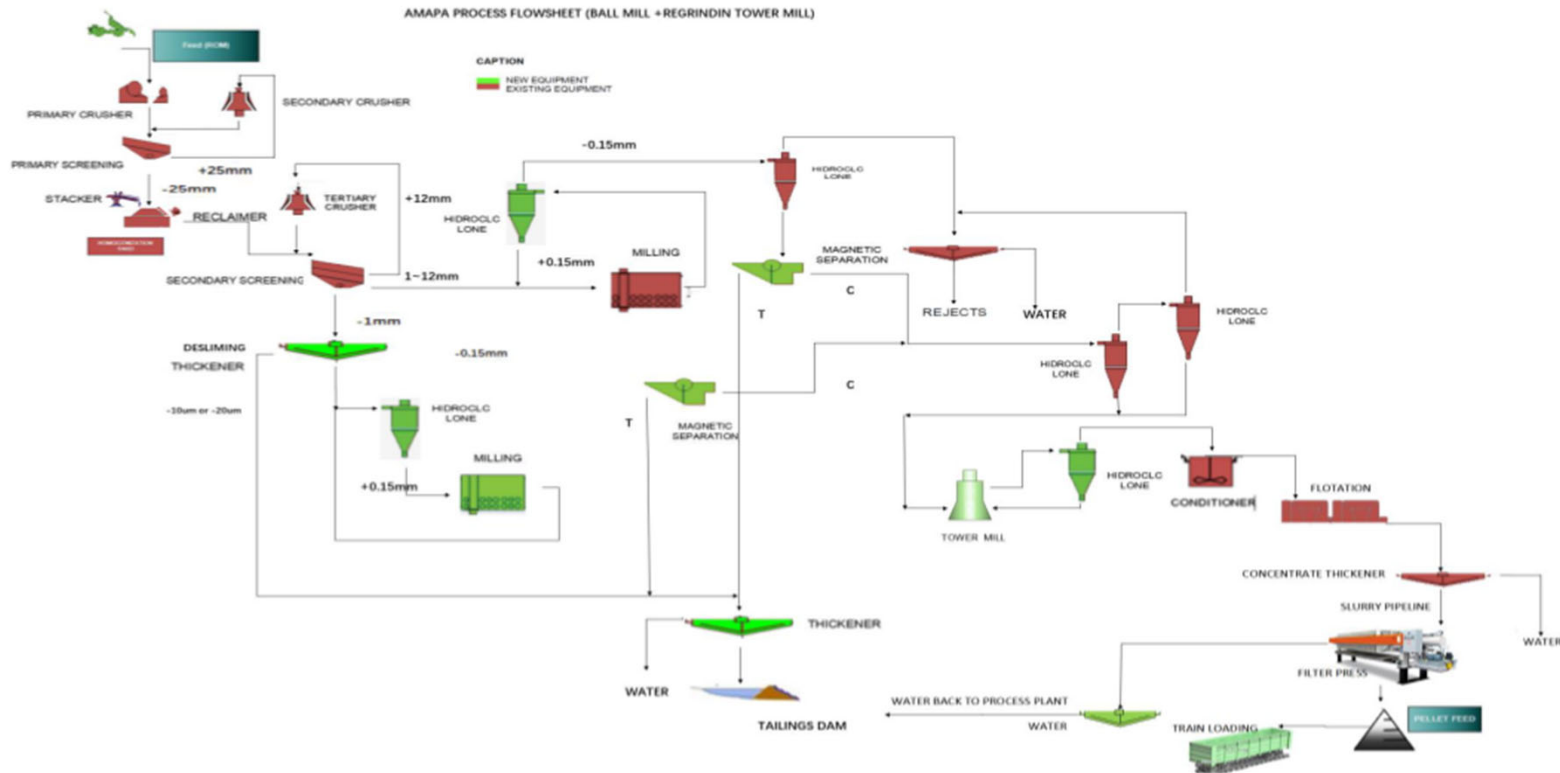 AMAPA PROCESS FLOWSHEET (BALL MILL +REGRINDIN TOWER MILL)
Feed (ROM)
CAPTION
NEW EQUIPMENT
EXISTING EQUIPMENT
SECONDARY CRUSHER
PRIMARY CRUSHER
PRIMARY SCREENING
+25mm
-25mm
STACKER
RECLAIMER
TERTIARY
CRUSHER
+12mm
SECONDARY SCREENING
1~12mm
-1mm
HIDROCLC
LONE
-0.15mm
+0.15mm
MILLING
HIDROCLC
LONE
MAGNETIC
SEPARATION
C
T
REJECTS
WATER
HIDROCLC
LONE
HIDROCLC
LONE
DESLIMING
THICKENER
-0.15mm
-10um or -20um
HIDROCLC
LONE
+0.15mm
MILLING
MAGNETIC
SEPARATION
C
T
TOWER MILL
HIDROCLC
LONE
CONDITIONER
FLOTATION
CONCENTRATE THICKENER
SLURRY PIPELINE
WATER
FILTER PRESS
THICKENER
WATER
TAILINGS DAM
WATER BACK TO PROCESS PLANT
WATER
TRAIN LOADING
PELLET FEED